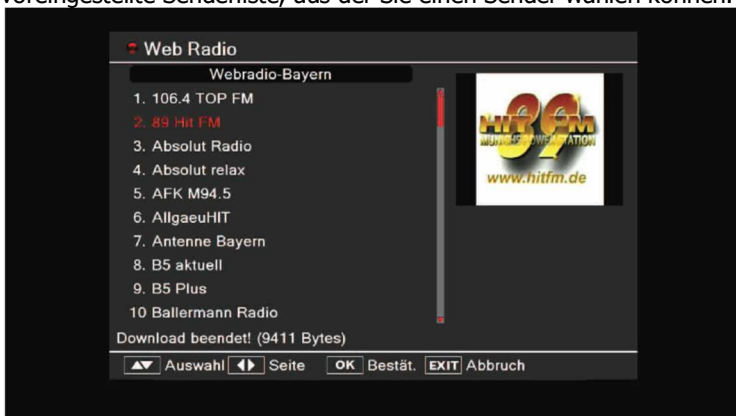 voreingestellte Senderliste, aus der Sie einen Sender wählen können.
Web Radio
Webradio-Bayern
1. 106.4 TOP FM
2. 89 Hit FM
3. Absolut Radio
4. Absolut relax
5. AFK M94.5
6. AllgaeuHIT
7. Antenne Bayern
8. B5 aktuell
9. B5 Plus
10 Ballermann Radio
89
HIT FM
MUNICHS POWER STATION
www.hitfm.de
Download beendet! (9411 Bytes)
Auswahl Seite OK Bestät. EXIT Abbruch